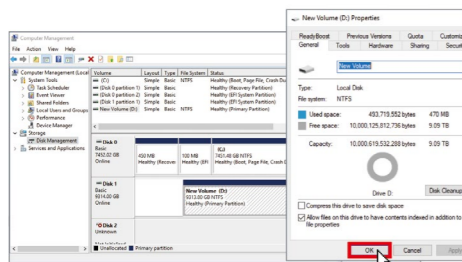 Computer Management
File Action View Help
Computer Management (Local
System Tools
Task Scheduler
Event Viewer
Shared Folders
Local Users and Groups
Performance
Device Manager
Storage
Disk Management
Services and Applications
Volume Layout Type File System Status
(C:) Simple Basic NTFS Healthy (Boot, Page File, Crash Du
(Disk 0 partition 1) Simple Basic Healthy (Recovery Partition)
(Disk 0 partition 2) Simple Basic Healthy (EFI System Partition)
(Disk 1 partition 1) Simple Basic Healthy (EFI System Partition)
New Volume (D:) Simple Basic NTFS Healthy (Primary Partition)
Disk 0
Basic
7452.02 GB
Online
450 MB
Healthy (Recover
100 MB
Healthy (EFI
(C:)
7451.48 GB NTFS
Healthy (Boot, Page File, Crash D
Disk 1
Basic
9314.00 GB
Online
New Volume (D:)
9313.80 GB NTFS
Healthy (Primary Partition)
Disk 2
Unknown
Unallocated Primary partition
New Volume (D:) Properties
ReadyBoost Previous Versions Quota Customiz
General Tools Hardware Sharing Securit
New Volume
Type: Local Disk
File system: NTFS
Used space: 493,719,552 bytes 470 MB
Free space: 10,000,125,812,736 bytes 9.09 TB
Capacity: 10,000,619,532,288 bytes 9.09 TB
Drive D:
Disk Cleanup
Compress this drive to save disk space
Allow files on this drive to have contents indexed in addition to
file properties
OK Cancel Apply